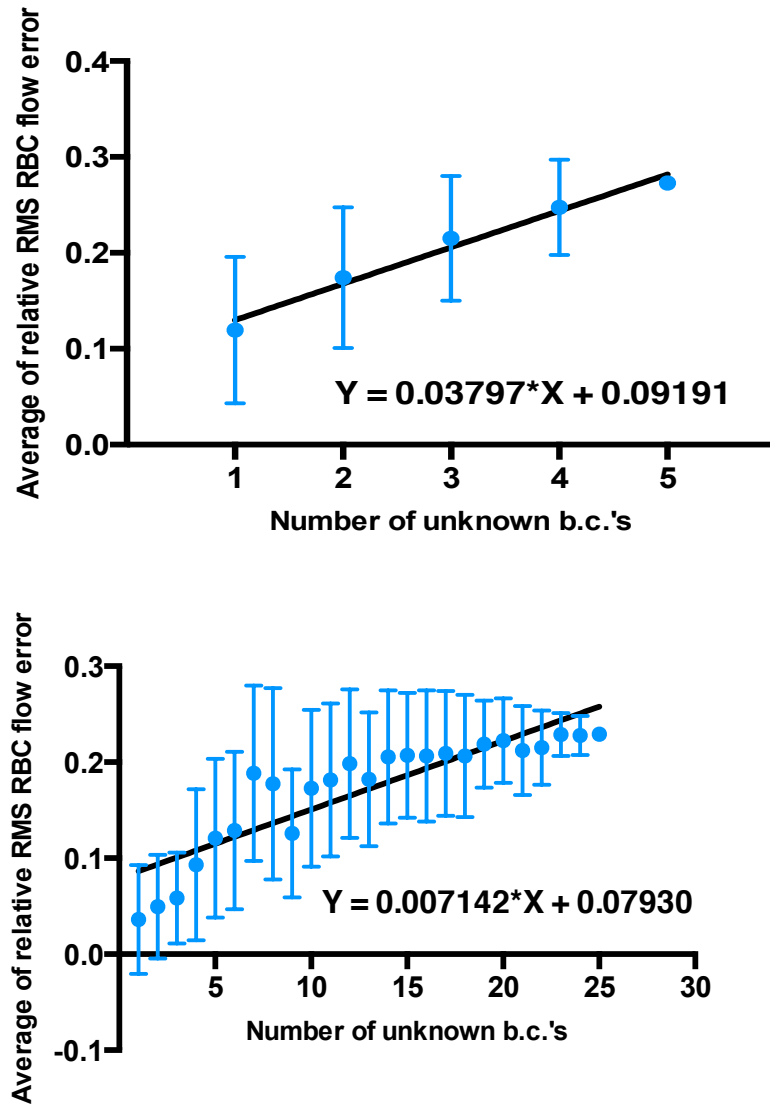 Average of relative RMS RBC flow error
0.4
0.3
0.2
0.1
0.0
Y = 0.03797*X + 0.09191
1 2 3 4 5
Number of unknown b.c.'s
Average of relative RMS RBC flow error
0.3
0.2
0.1
0.0
-0.1
Y = 0.007142*X + 0.07930
5 10 15 20 25 30
Number of unknown b.c.'s